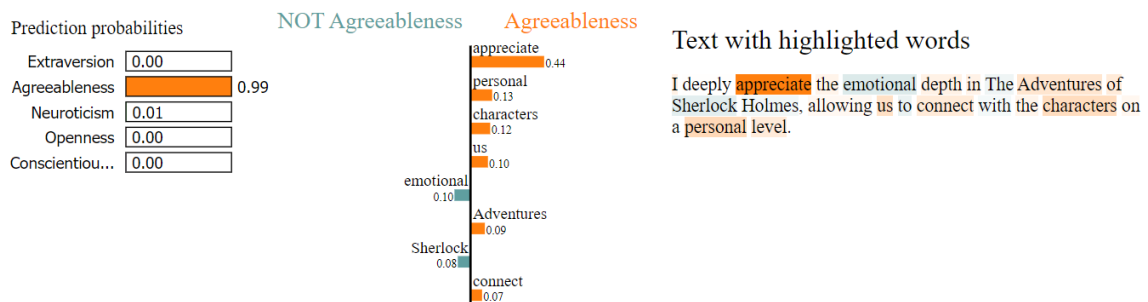 Prediction probabilities
Extraversion 0.00
Agreeableness 0.99
Neuroticism 0.01
Openness 0.00
Conscientiou... 0.00
NOT Agreeableness Agreeableness
appreciate
0.44
personal
0.13
characters
0.12
us
0.10
emotional
0.10
Adventures
0.09
Sherlock
0.08
connect
0.07
Text with highlighted words
I deeply appreciate the emotional depth in The Adventures of
Sherlock Holmes, allowing us to connect with the characters on
a personal level.